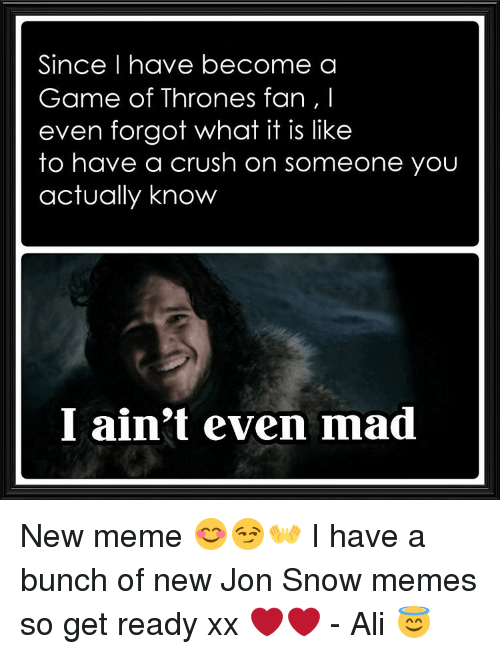 Since I have become a
Game of Thrones fan , I
even forgot what it is like
to have a crush on someone you
actually know
I ain't even mad
New meme 😊😏👐 I have a
bunch of new Jon Snow memes
so get ready xx ❤❤ - Ali 😇